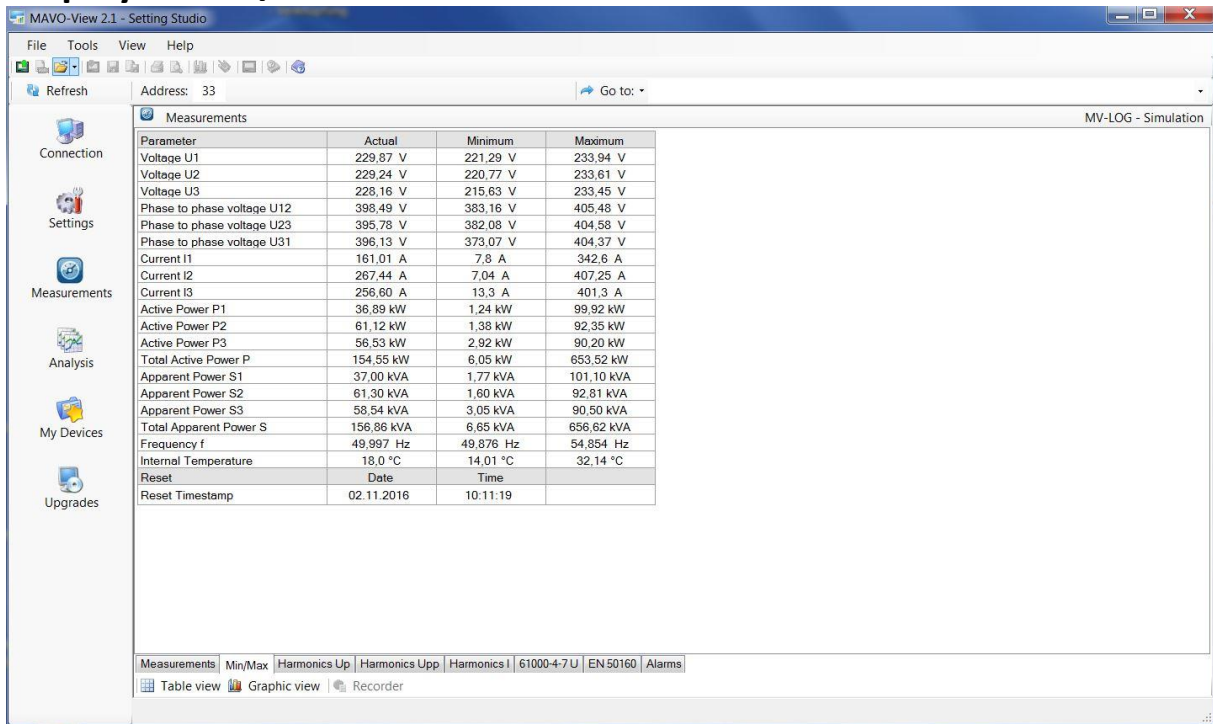 MAVO-View 2.1 - Setting Studio
File Tools View Help
Refresh Address: 33 Go to:
Measurements MV-LOG - Simulation
Parameter Actual Minimum Maximum
Voltage U1 229,87 V 221,29 V 233,94 V
Voltage U2 229,24 V 220,77 V 233,61 V
Voltage U3 228,16 V 215,63 V 233,45 V
Phase to phase voltage U12 398,49 V 383,16 V 405,48 V
Phase to phase voltage U23 395,78 V 382,08 V 404,58 V
Phase to phase voltage U31 396,13 V 373,07 V 404,37 V
Current I1 161,01 A 7,8 A 342,6 A
Current I2 267,44 A 7,04 A 407,25 A
Current I3 256,60 A 13,3 A 401,3 A
Active Power P1 36,89 kW 1,24 kW 99,92 kW
Active Power P2 61,12 kW 1,38 kW 92,35 kW
Active Power P3 56,53 kW 2,92 kW 90,20 kW
Total Active Power P 154,55 kW 6,05 kW 653,52 kW
Apparent Power S1 37,00 kVA 1,77 kVA 101,10 kVA
Apparent Power S2 61,30 kVA 1,60 kVA 92,81 kVA
Apparent Power S3 58,54 kVA 3,05 kVA 90,50 kVA
Total Apparent Power S 156,86 kVA 6,65 kVA 656,62 kVA
Frequency f 49,997 Hz 49,876 Hz 54,854 Hz
Internal Temperature 18,0 °C 14,01 °C 32,14 °C
Reset Date Time
Reset Timestamp 02.11.2016 10:11:19
Connection
Settings
Measurements
Analysis
My Devices
Upgrades
Measurements Min/Max Harmonics Up Harmonics Upp Harmonics I 61000-4-7 U EN 50160 Alarms
Table view Graphic view Recorder